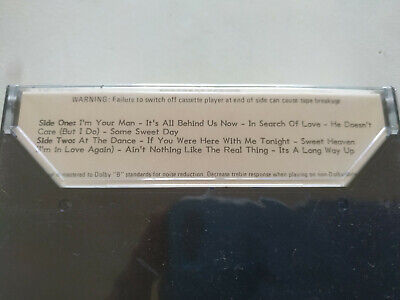 WARNING: Failure to switch off cassette player at end of side can cause tape breakage
Side One: I'm Your Man - It's All Behind Us Now - In Search Of Love - He Doesn't
Care (But I Do) - Some Sweet Day
Side Two: At The Dance - If You Were Here With Me Tonight - Sweet Heaven
(I'm In Love Again) - Ain't Nothing Like The Real Thing - Its A Long Way Up
mastered to Dolby "B" standards for noise reduction. Decrease treble response when playing on non